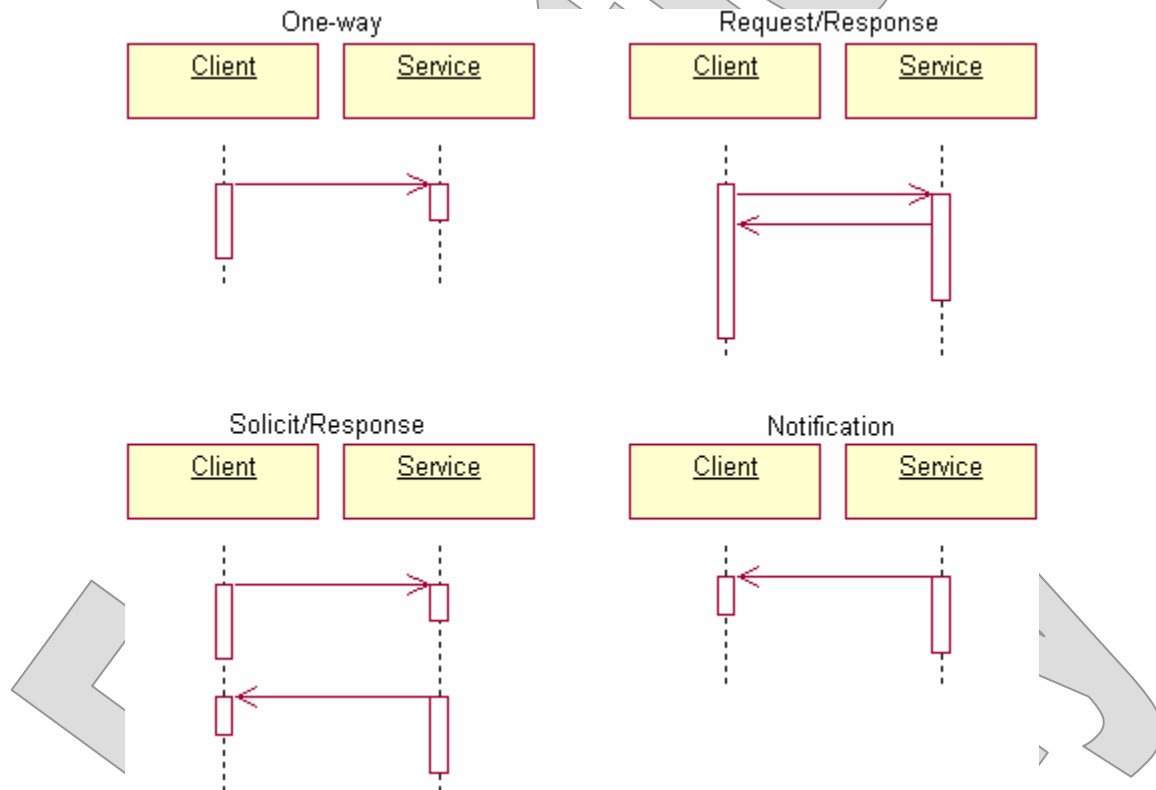 One-way
Client
Service
Request/Response
Client
Service
Solicit/Response
Client
Service
Notification
Client
Service